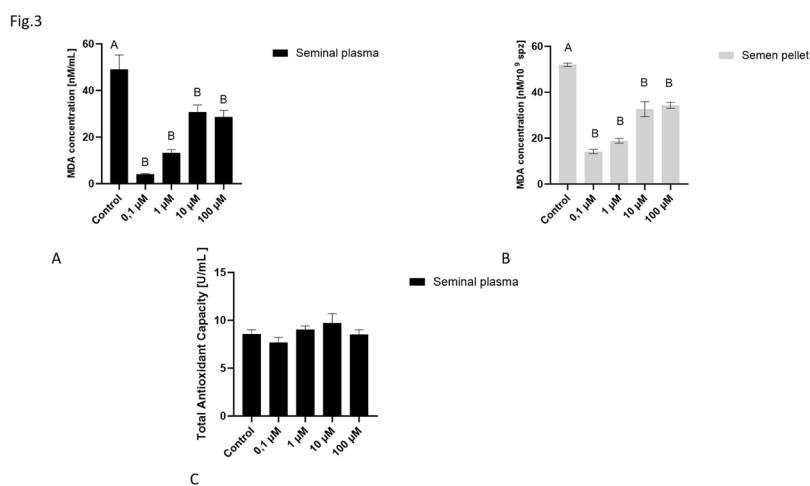 Fig.3
MDA concentration [nM/mL]
60
40
20
0
A
B
B
B
B
Control
0,1 µM
1 µM
10 µM
100 µM
Seminal plasma
A
MDA concentration [nM/10 9 spz]
60
40
20
0
A
B
B
B
B
Control
0,1 µM
1 µM
10 µM
100 µM
Semen pellet
B
Total Antioxidant Capacity [U/mL ]
15
10
5
0
Control
0,1 µM
1 µM
10 µM
100 µM
Seminal plasma
C